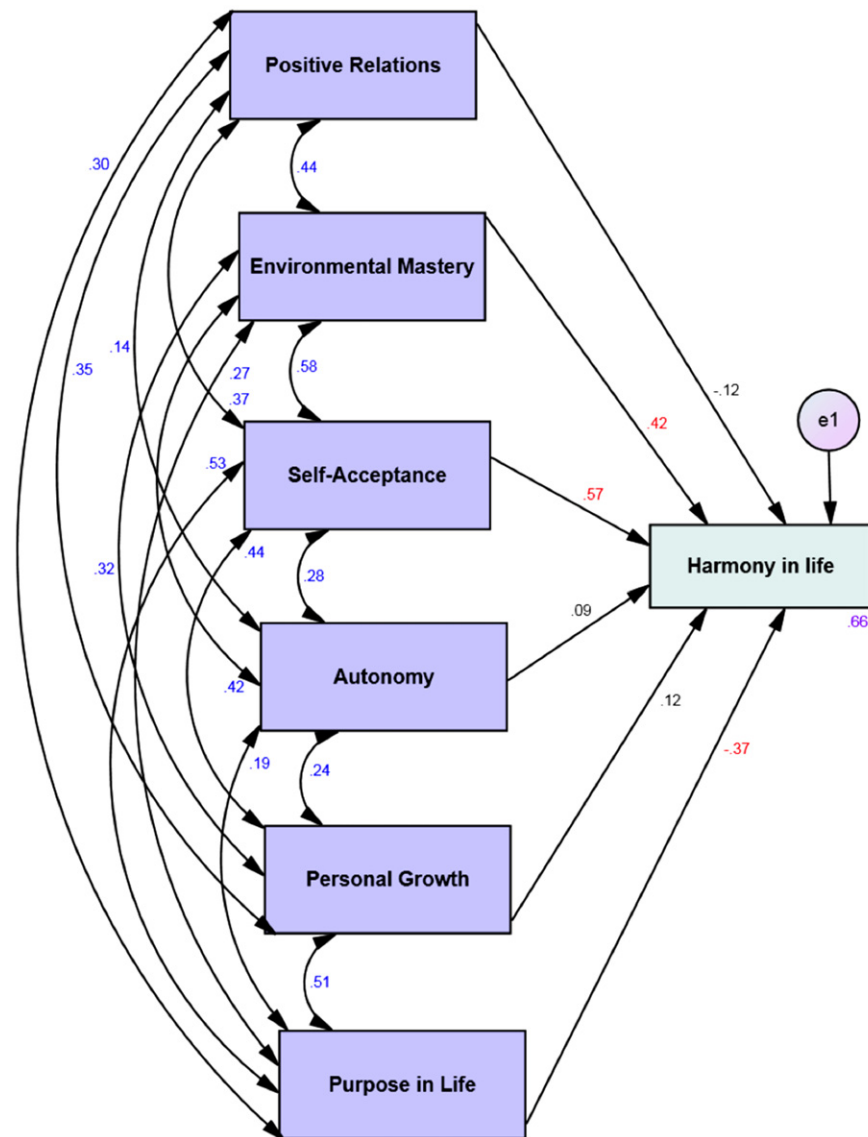 Positive Relations
.30
.44
Environmental Mastery
.14
.35
.27
.58
.37
-.12
.42
e1
.53
Self-Acceptance
.57
.44
.32
.28
Harmony in life
.66
.09
Autonomy
.42
.12
.19
.24
-.37
Personal Growth
.51
Purpose in Life